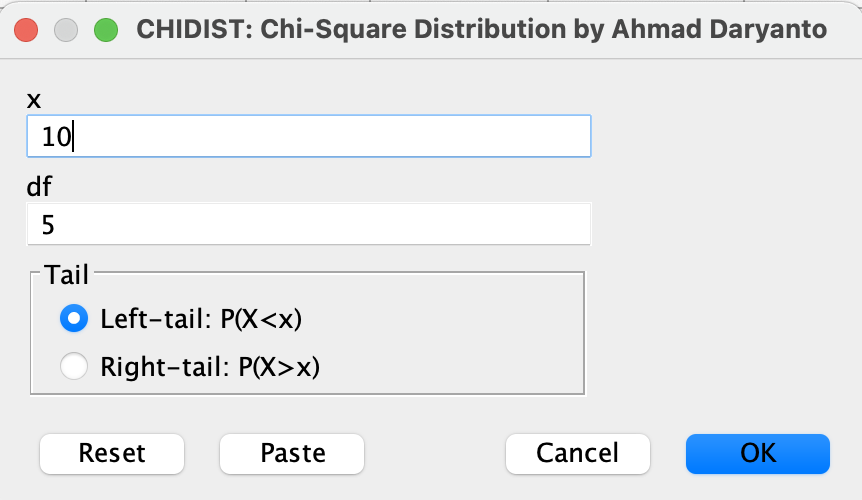 CHIDIST: Chi-Square Distribution by Ahmad Daryanto
x
10
df
5
Tail
Left-tail: P(X<x)
Right-tail: P(X>x)
Reset Paste Cancel OK